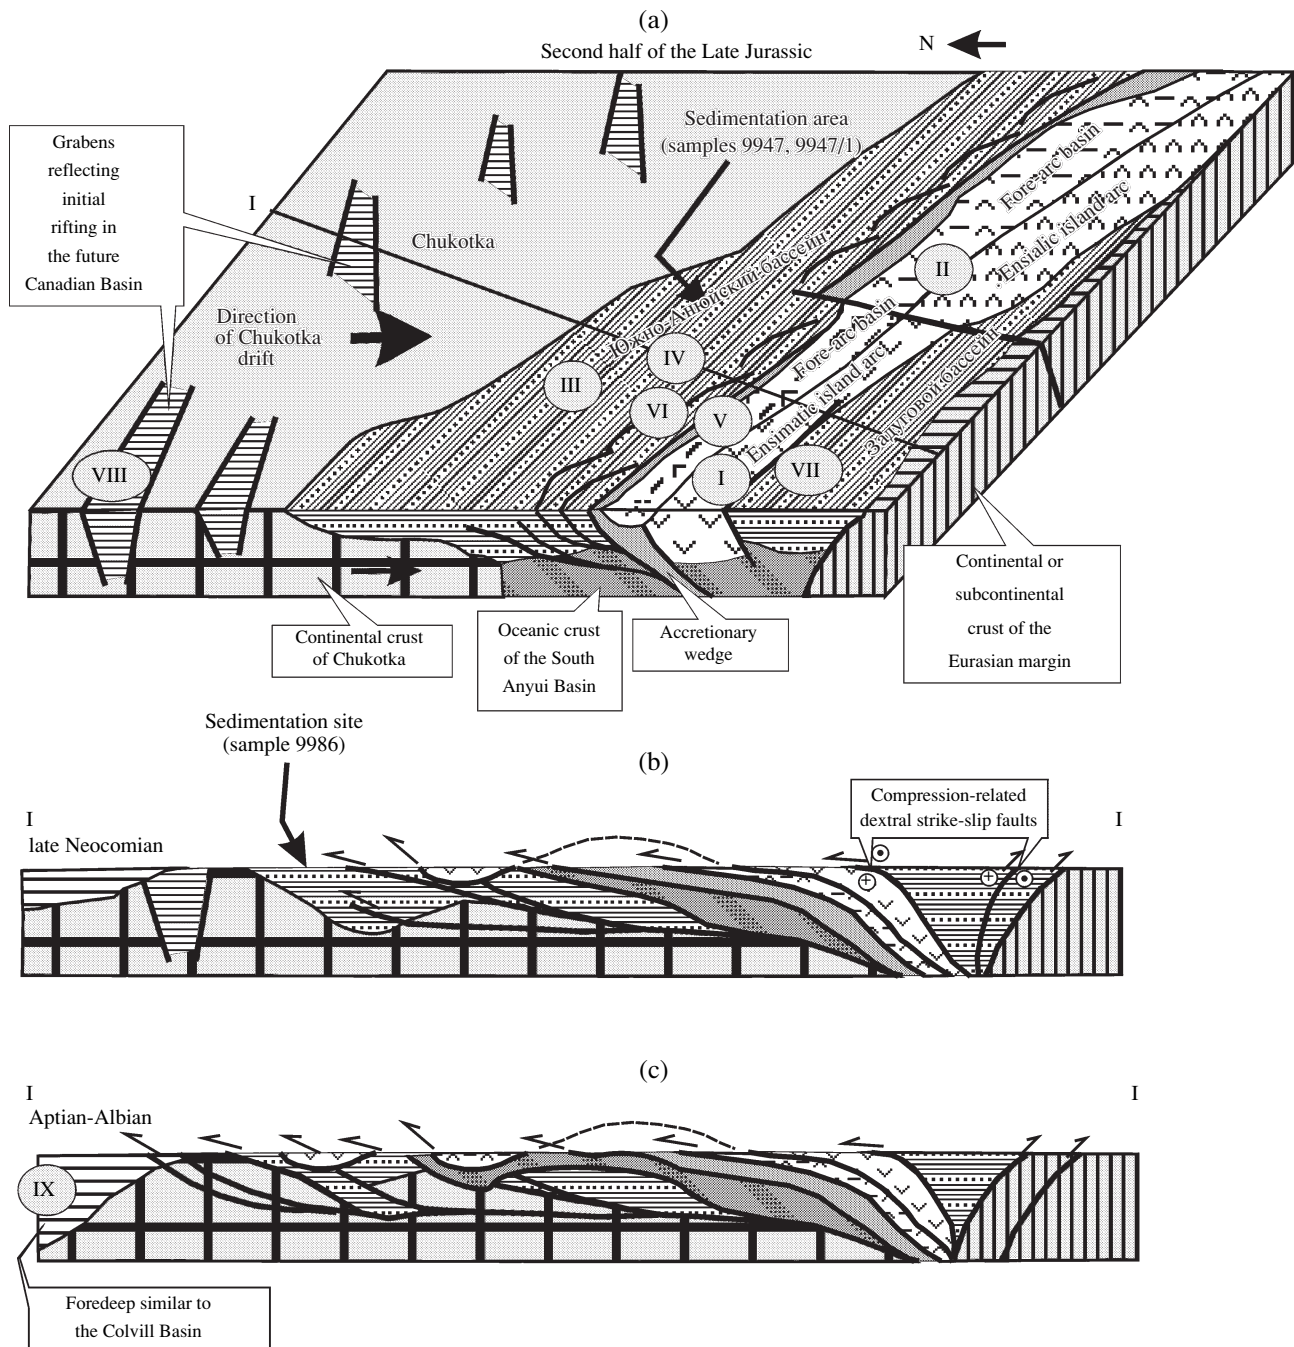 (a)
Second half of the Late Jurassic
N
Grabens
reflecting
initial
rifting in
the future
Canadian Basin
I
Chukotka
Sedimentation area
(samples 9947, 9947/1)
Direction
of Chukotka
drift
Южно-Анюйский бассейн
Fore-arc basin
Ensialic island arc
II
Fore-arc basin
Ensimatic island arc
Задуговой бассейн
III
IV
VI
V
I
VII
VIII
Continental crust
of Chukotka
Oceanic crust
of the South
Anyui Basin
Accretionary
wedge
Continental or
subcontinental
crust of the
Eurasian margin
Sedimentation site
(sample 9986)
(b)
I
late Neocomian
Compression-related
dextral strike-slip faults
I
(c)
I
Aptian-Albian
I
IX
Foredeep similar to
the Colvill Basin